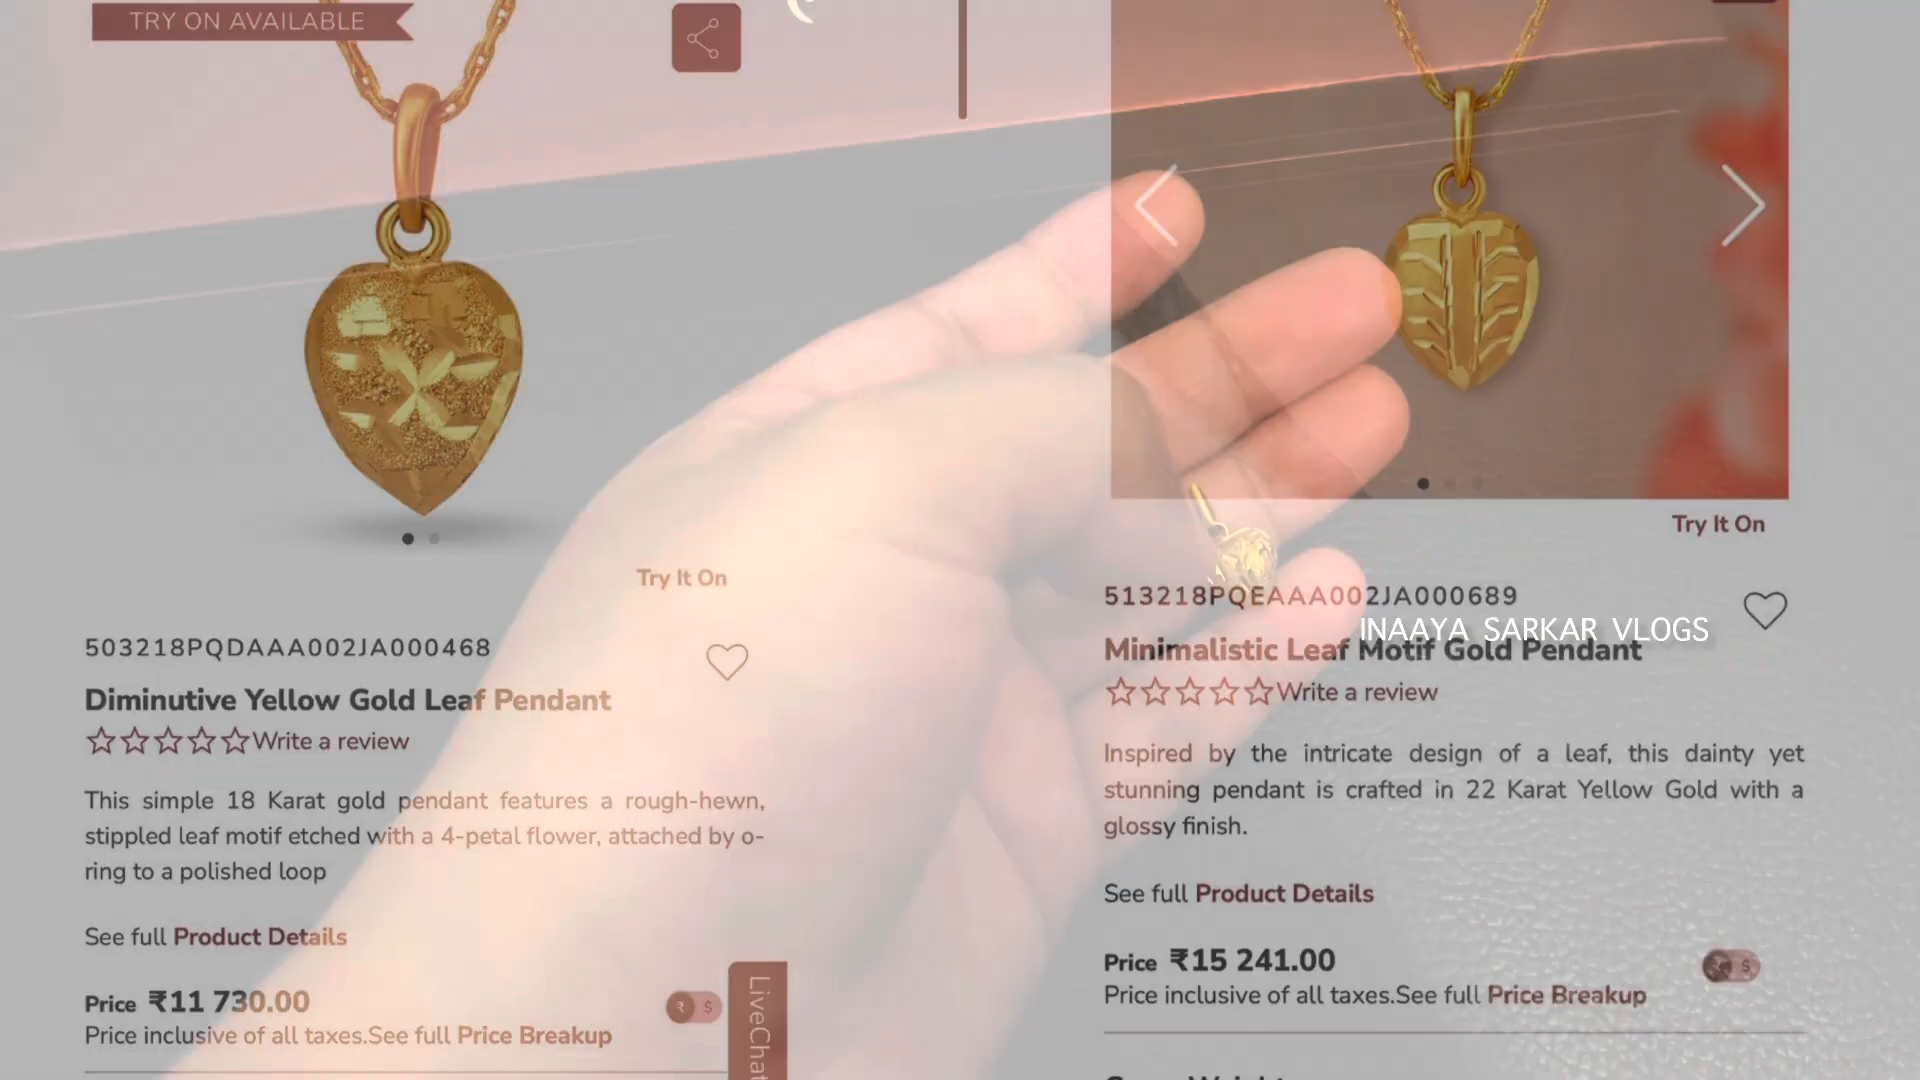 TRY ON AVAILABLE
Try It On
503218PQDAAA002JA000468
Diminutive Yellow Gold Leaf Pendant
Write a review
This simple 18 Karat gold pendant features a rough-hewn,
stippled leaf motif etched with a 4-petal flower, attached by o-
ring to a polished loop
See full Product Details
Price ₹11 730.00
₹ $
Price inclusive of all taxes.See full Price Breakup
LiveChat
Try It On
513218PQEAAA002JA000689
INAAYA SARKAR VLOGS
Minimalistic Leaf Motif Gold Pendant
Write a review
Inspired by the intricate design of a leaf, this dainty yet
stunning pendant is crafted in 22 Karat Yellow Gold with a
glossy finish.
See full Product Details
Price ₹15 241.00
$
Price inclusive of all taxes.See full Price Breakup